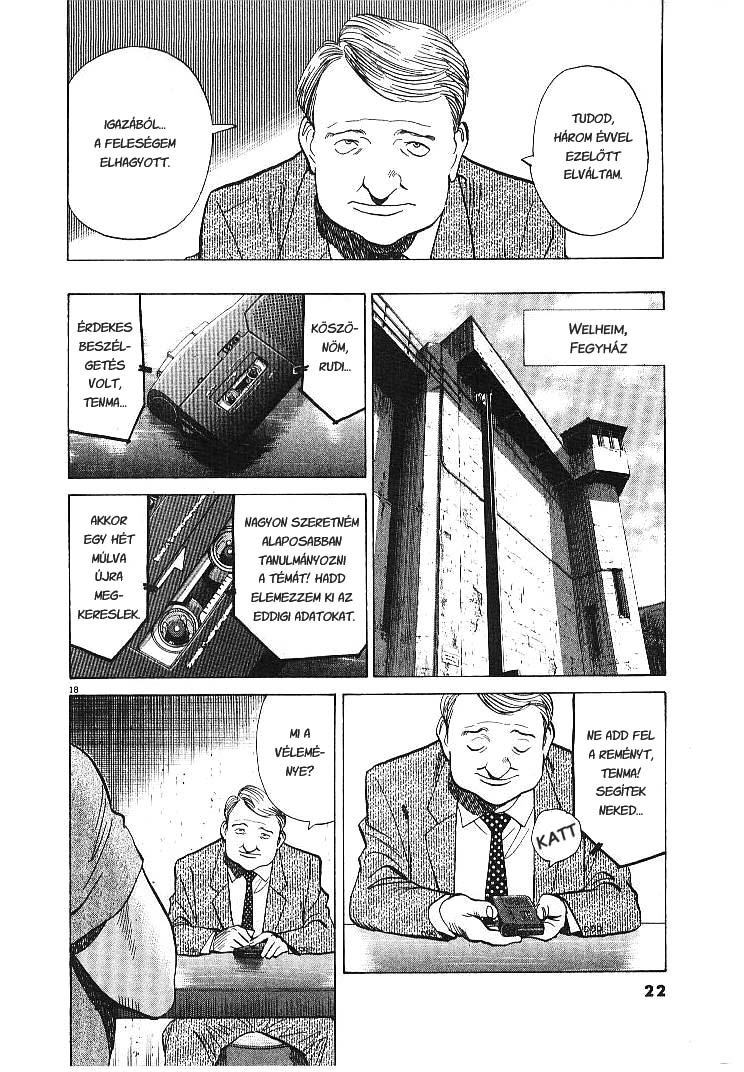 TUDOD,
HÁROM ÉVVEL
EZELŐTT
ELVÁLTAM.
IGAZÁBÓL...
A FELESÉGEM
ELHAGYOTT.
WELHEIM,
FEGYHÁZ
KÖSZÖ-
NÖM,
RUDI...
ÉRDEKES
BESZÉL-
GETÉS
VOLT,
TENMA...
NAGYON SZERETNÉM
ALAPOSABBAN
TANULMÁNYOZNI
A TÉMÁT! HADD
ELEMEZZEM KI AZ
EDDIGI ADATOKAT.
AKKOR
EGY HÉT
MÚLVA
ÚJRA
MEG-
KERESLEK.
18
NE ADD FEL
A REMÉNYT,
TENMA!
SEGÍTEK
NEKED...
KATT
MI A
VÉLEMÉ-
NYE?
22